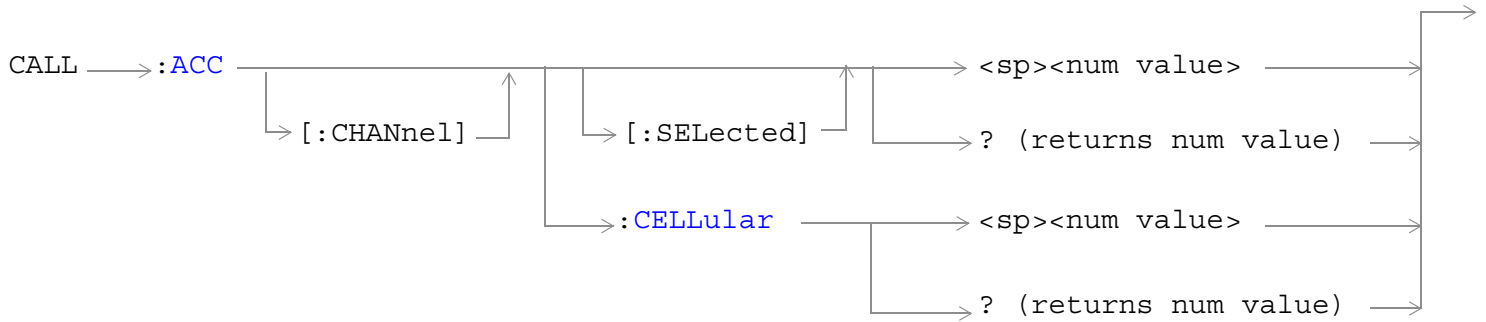 CALL :ACC <sp><num value>
[:CHANnel] [:SELected] ? (returns num value)
:CELLular <sp><num value>
? (returns num value)